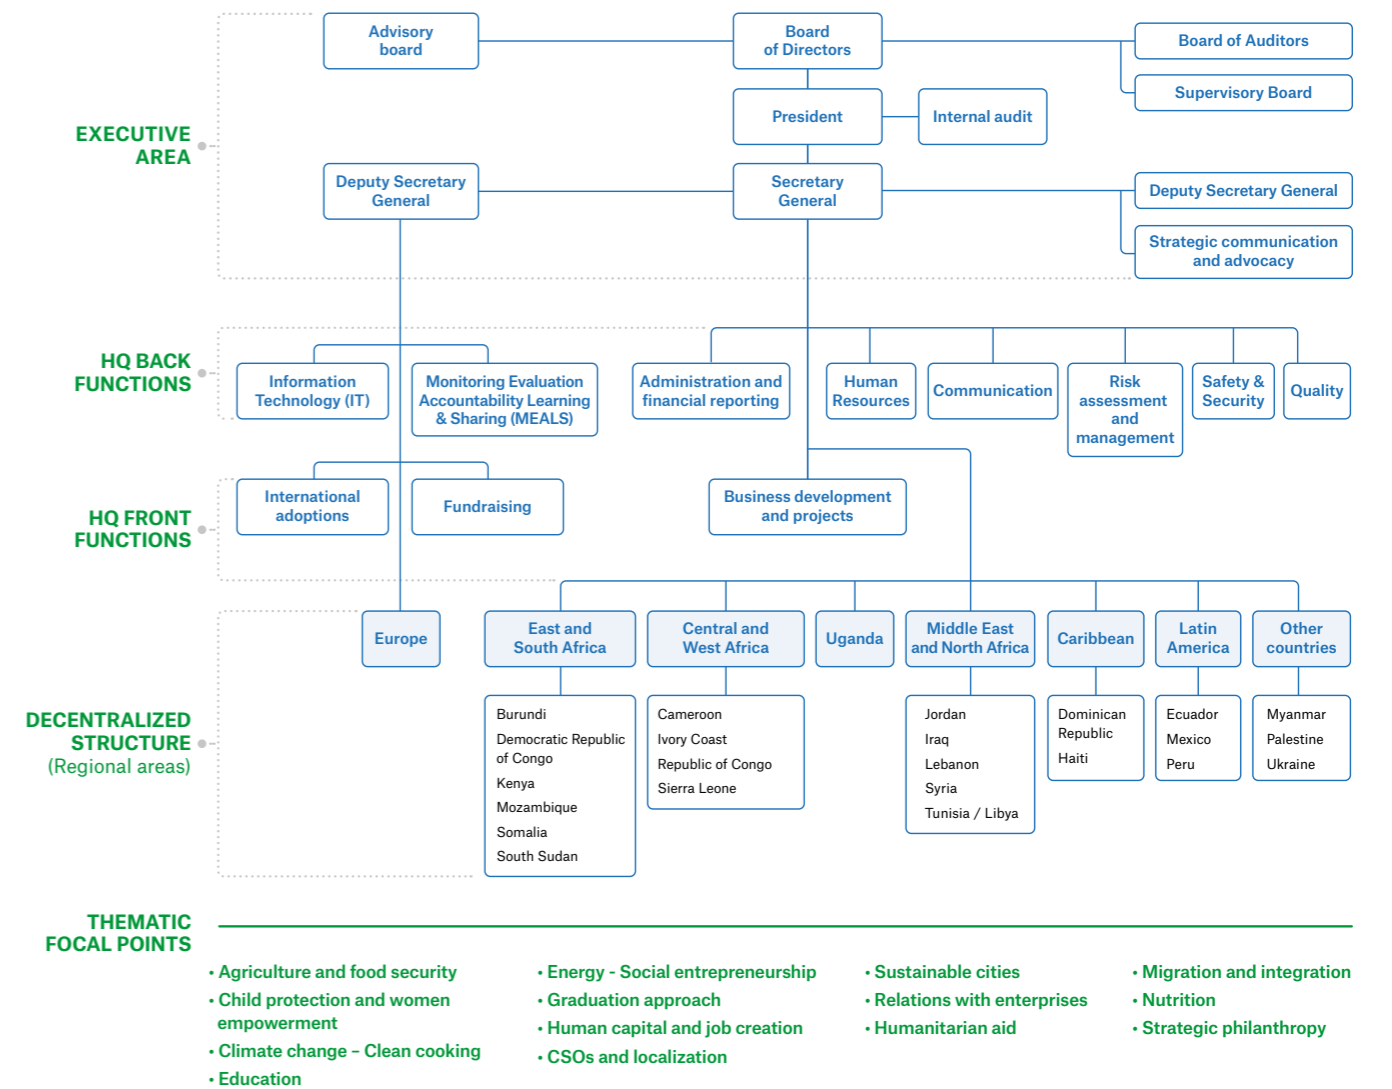 Advisory
board
Board
of Directors
Board of Auditors
Supervisory Board
President
Internal audit
EXECUTIVE
AREA
Deputy Secretary
General
Secretary
General
Deputy Secretary General
Strategic communication
and advocacy
HQ BACK
FUNCTIONS
Information
Technology (IT)
Monitoring Evaluation
Accountability Learning
& Sharing (MEALS)
Administration and
financial reporting
Human
Resources
Communication
Risk
assessment
and
management
Safety &
Security
Quality
HQ FRONT
FUNCTIONS
International
adoptions
Fundraising
Business development
and projects
DECENTRALIZED
STRUCTURE
(Regional areas)
Europe
East and
South Africa
Central and
West Africa
Uganda
Middle East
and North Africa
Caribbean
Latin
America
Other
countries
Burundi
Democratic Republic
of Congo
Kenya
Mozambique
Somalia
South Sudan
Cameroon
Ivory Coast
Republic of Congo
Sierra Leone
Jordan
Iraq
Lebanon
Syria
Tunisia / Libya
Dominican
Republic
Haiti
Ecuador
Mexico
Peru
Myanmar
Palestine
Ukraine
THEMATIC
FOCAL POINTS
• Agriculture and food security
• Child protection and women
empowerment
• Climate change – Clean cooking
• Education
• Energy - Social entrepreneurship
• Graduation approach
• Human capital and job creation
• CSOs and localization
• Sustainable cities
• Relations with enterprises
• Humanitarian aid
• Migration and integration
• Nutrition
• Strategic philanthropy